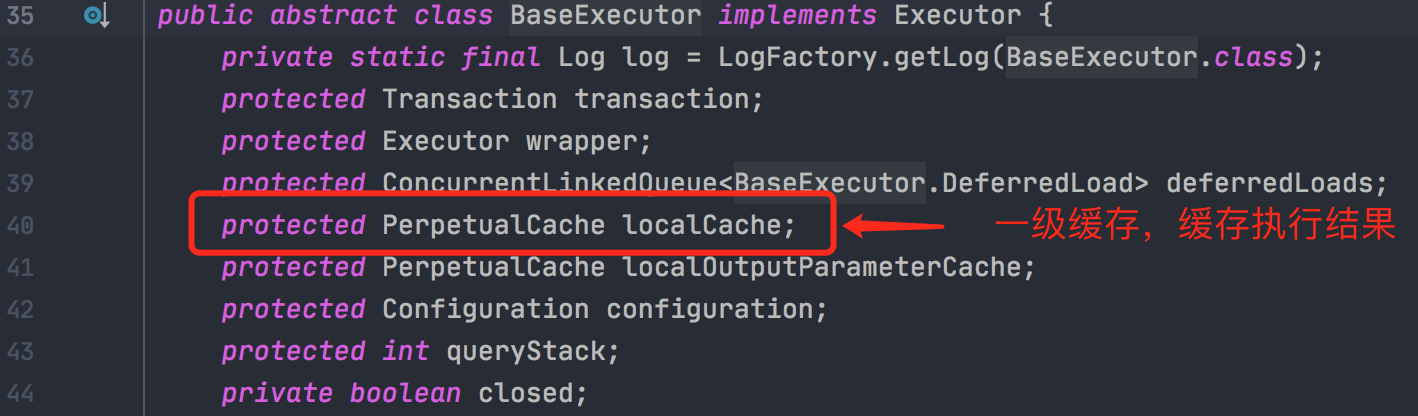 35 public abstract class BaseExecutor implements Executor {
36 private static final Log log = LogFactory.getLog(BaseExecutor.class);
37 protected Transaction transaction;
38 protected Executor wrapper;
39 protected ConcurrentLinkedQueue<BaseExecutor.DeferredLoad> deferredLoads;
40 protected PerpetualCache localCache; 一级缓存，缓存执行结果
41 protected PerpetualCache localOutputParameterCache;
42 protected Configuration configuration;
43 protected int queryStack;
44 private boolean closed;